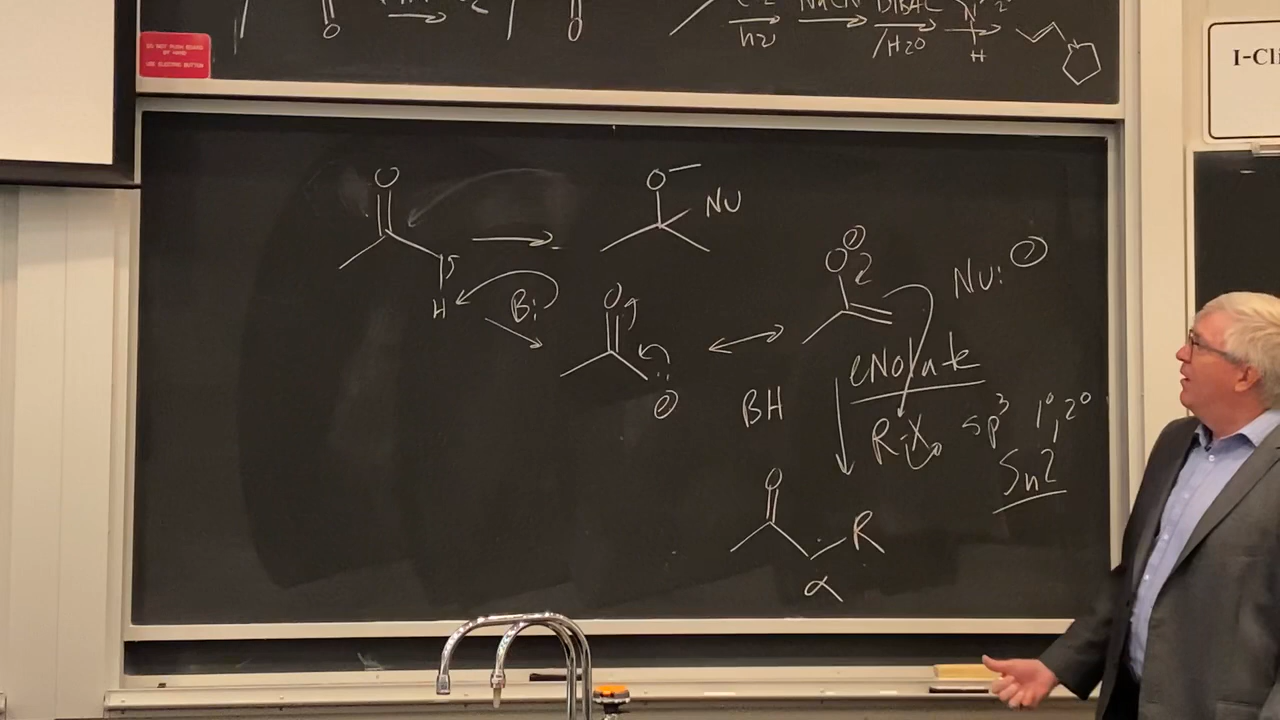 hν NaCN DIBAL
/H2O N H
DO NOT PUSH BOARD
BY HAND
USE ELECTRIC BUTTON
I-Cli
O O
O O⁻ Nu
H B: O
O⊖ Nu: ⊖
⊖
eNolate
BH R-X sp³ 1°, 2°
Sn2
O R
α